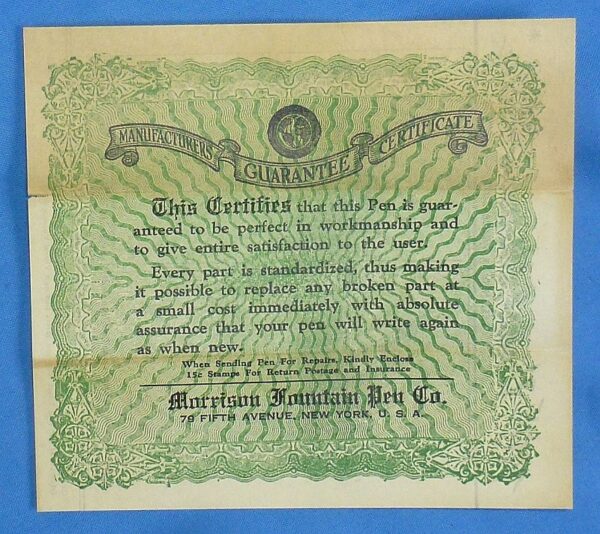 MANUFACTURERS GUARANTEE CERTIFICATE
This Certifies that this Pen is guar-
anteed to be perfect in workmanship and
to give entire satisfaction to the user.
Every part is standardized, thus making
it possible to replace any broken part at
a small cost immediately with absolute
assurance that your pen will write again
as when new.
When Sending Pen For Repairs, Kindly Enclose
15c Stamps For Return Postage and Insurance
Morrison Fountain Pen Co.
79 FIFTH AVENUE, NEW YORK, U. S. A.